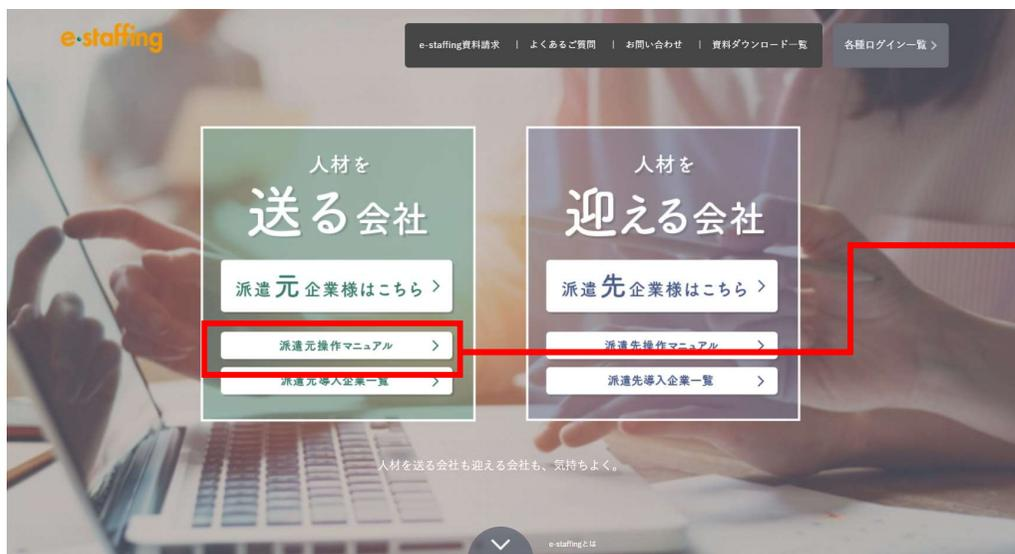 e-staffing
e-staffing資料請求 | よくあるご質問 | お問い合わせ | 資料ダウンロード一覧
各種ログイン一覧 >
人材を
送る会社
派遣元企業様はこちら >
派遣元操作マニュアル >
派遣元導入企業一覧 >
人材を
迎える会社
派遣先企業様はこちら >
派遣先操作マニュアル >
派遣先導入企業一覧 >
人材を送る会社も迎える会社も、気持ちよく。
e-staffingとは